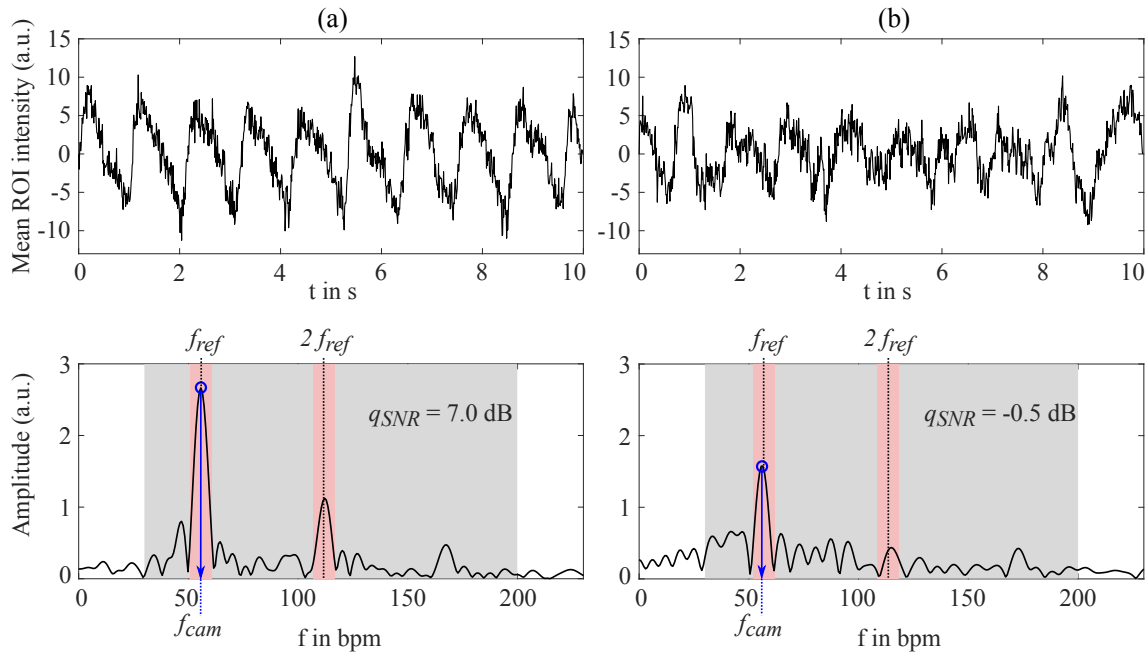 (a)
(b)
Mean ROI intensity (a.u.)
15
10
5
0
-5
-10
0 2 4 6 8 10
t in s
15
10
5
0
-5
-10
0 2 4 6 8 10
t in s
f_ref 2 f_ref
Amplitude (a.u.)
3
2
1
0
q_SNR = 7.0 dB
0 50 100 150 200
f_cam f in bpm
f_ref 2 f_ref
3
2
1
0
q_SNR = -0.5 dB
0 50 100 150 200
f_cam f in bpm